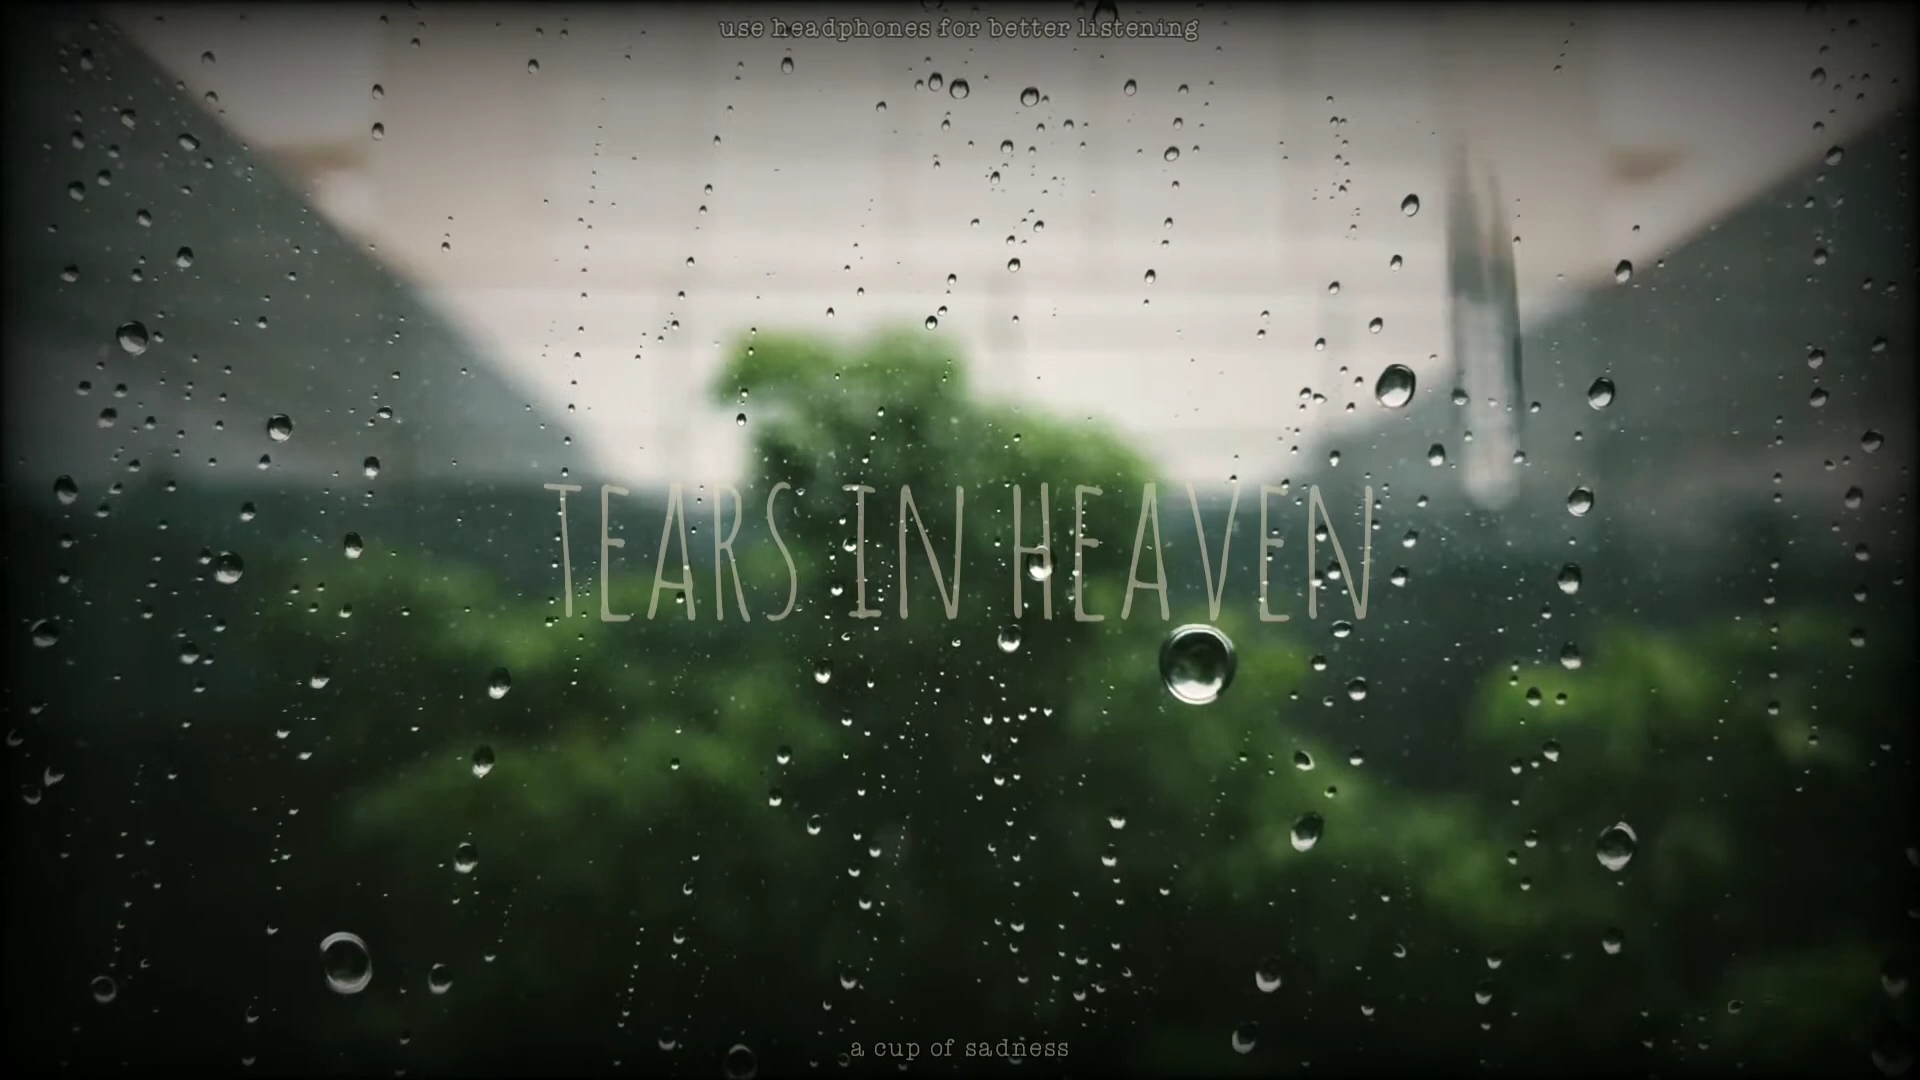 use headphones for better listening
TEARS IN HEAVEN
a cup of sadness